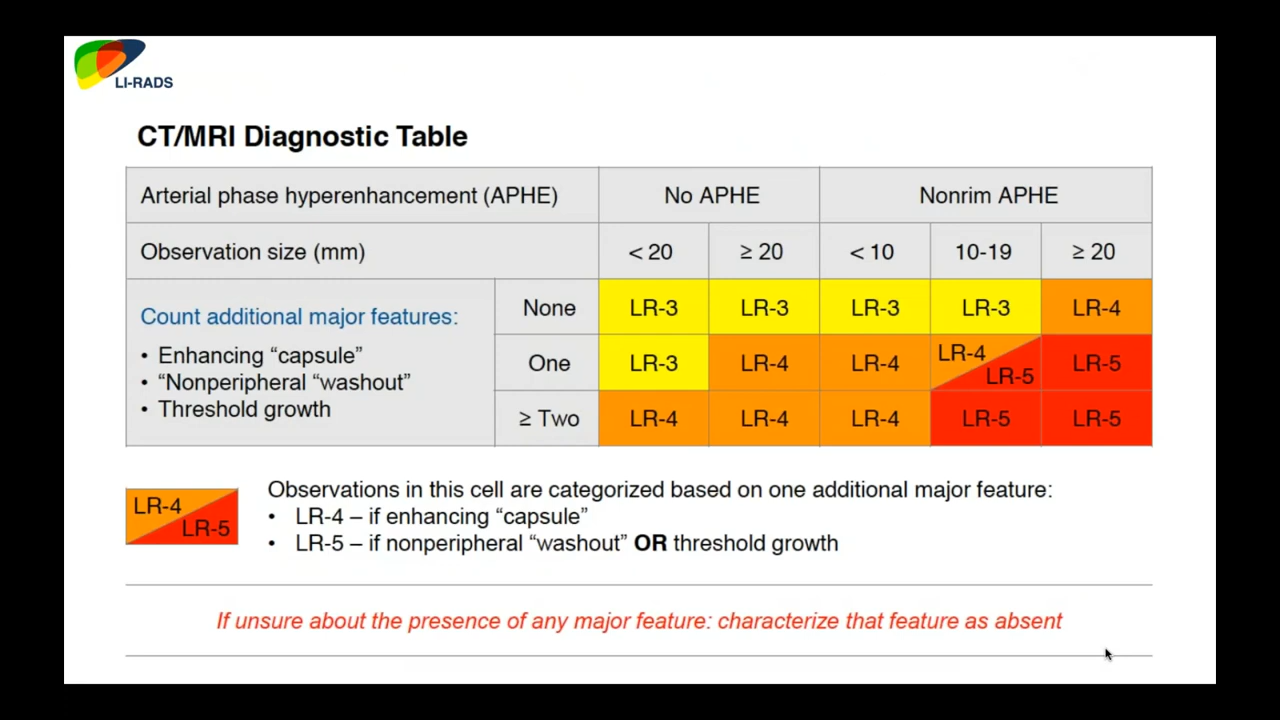 LI-RADS
CT/MRI Diagnostic Table
Arterial phase hyperenhancement (APHE) No APHE Nonrim APHE
Observation size (mm) < 20 ≥ 20 < 10 10-19 ≥ 20
Count additional major features:
• Enhancing “capsule”
• “Nonperipheral “washout”
• Threshold growth
None LR-3 LR-3 LR-3 LR-3 LR-4
One LR-3 LR-4 LR-4 LR-4 LR-5 LR-5
≥ Two LR-4 LR-4 LR-4 LR-5 LR-5
LR-4
LR-5
Observations in this cell are categorized based on one additional major feature:
• LR-4 – if enhancing “capsule”
• LR-5 – if nonperipheral “washout” OR threshold growth
If unsure about the presence of any major feature: characterize that feature as absent